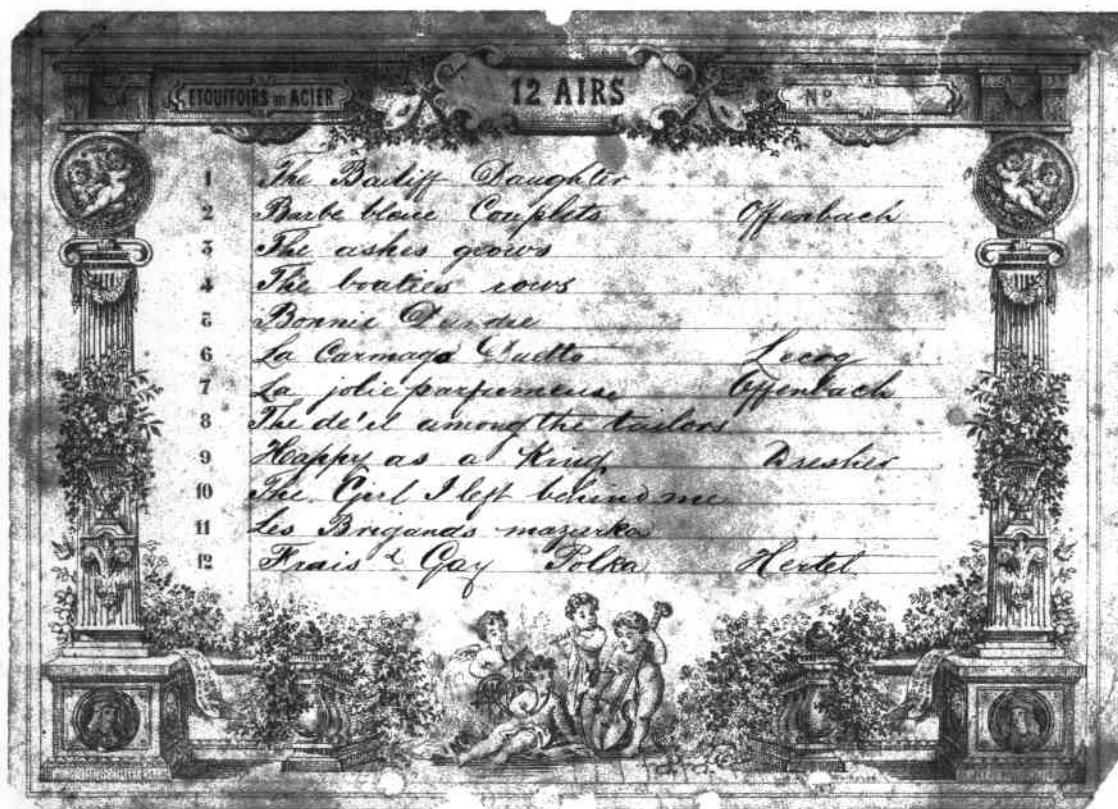 ETOUFFOIRS en ACIER
12 AIRS
No
1 The Bailiff Daughter
2 Barbe bleue Couplets Offenbach
3 The ashes grows
4 The boaties rows
5 Bonnie Dundee
6 La Carmago Duetto Lecoq
7 La jolie parfumeuse Offenbach
8 The de'il among the tailors
9 Happy as a King Dresher
10 The Girl I left behind me
11 Les Brigands mazurka
12 Frais & Gay Polka Hertel